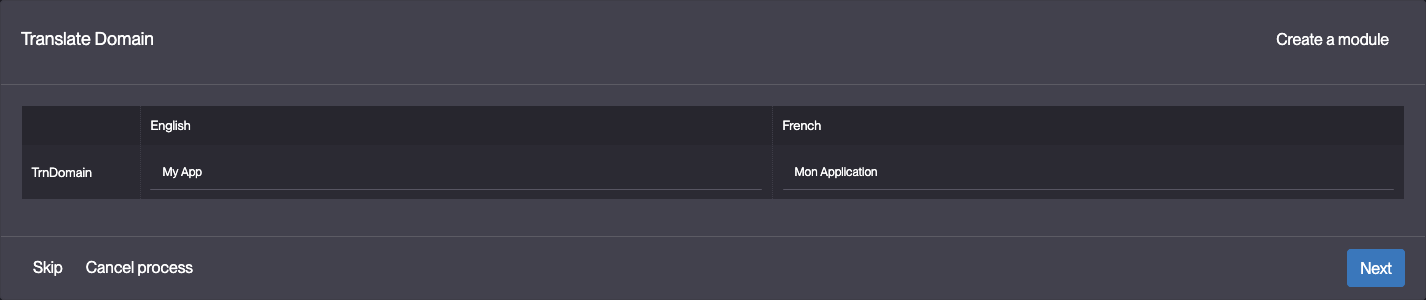 Translate Domain
Create a module
English
French
TrnDomain
My App
Mon Application
Skip
Cancel process
Next